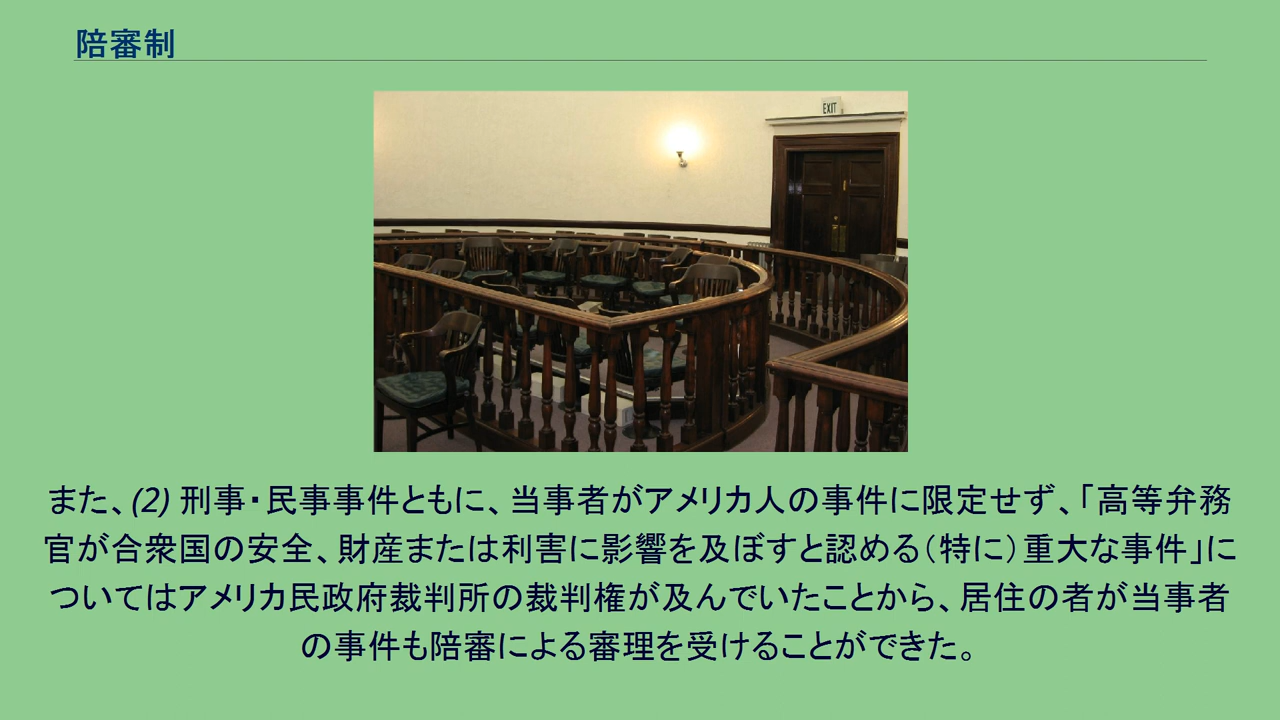 陪審制
EXIT
また、(2) 刑事・民事事件ともに、当事者がアメリカ人の事件に限定せず、「高等弁務
官が合衆国の安全、財産または利害に影響を及ぼすと認める（特に）重大な事件」に
ついてはアメリカ民政府裁判所の裁判権が及んでいたことから、居住の者が当事者
の事件も陪審による審理を受けることができた。